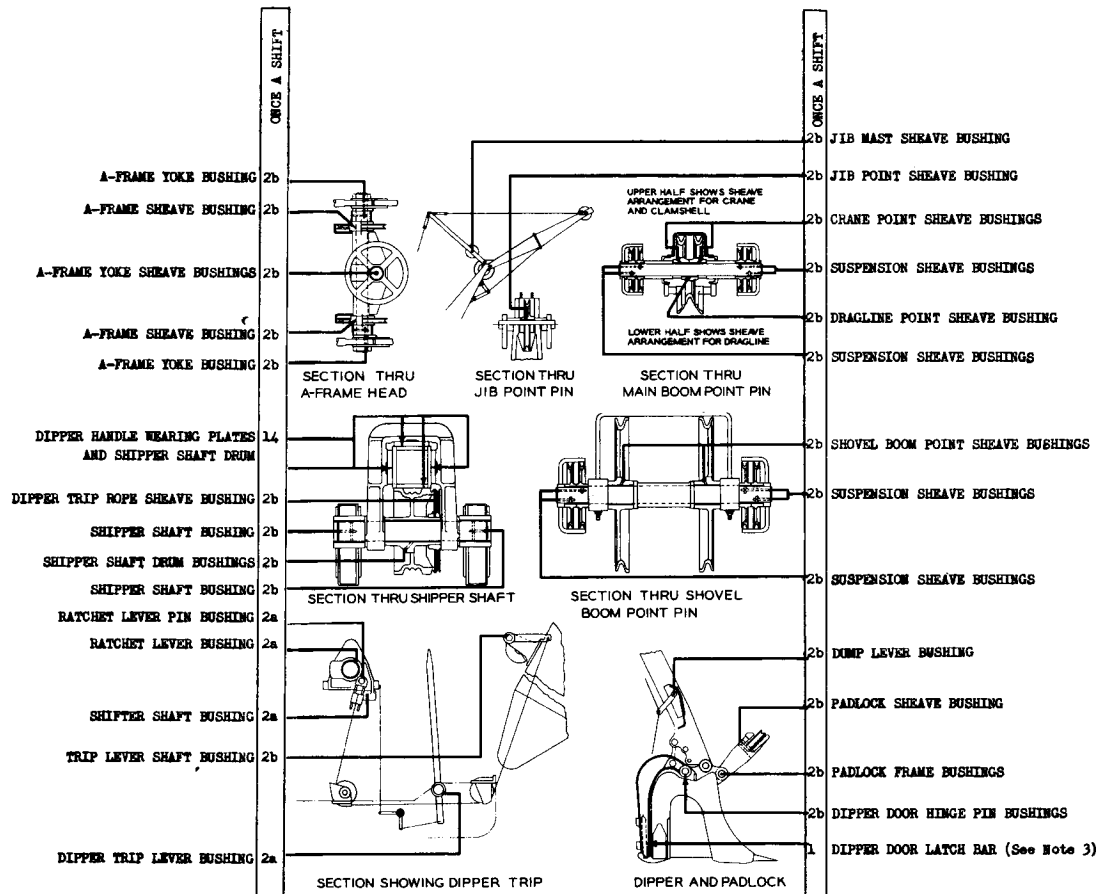 ONCE A SHIFT
A-FRAME YOKE BUSHING 2b
A-FRAME SHEAVE BUSHING 2b
A-FRAME YOKE SHEAVE BUSHINGS 2b
A-FRAME SHEAVE BUSHING 2b
A-FRAME YOKE BUSHING 2b
DIPPER HANDLE WEARING PLATES 14
AND SHIPPER SHAFT DRUM
DIPPER TRIP ROPE SHEAVE BUSHING 2b
SHIPPER SHAFT BUSHING 2b
SHIPPER SHAFT DRUM BUSHINGS 2b
SHIPPER SHAFT BUSHING 2b
RATCHET LEVER PIN BUSHING 2a
RATCHET LEVER BUSHING 2a
SHIFTER SHAFT BUSHING 2a
TRIP LEVER SHAFT BUSHING 2b
DIPPER TRIP LEVER BUSHING 2a
SECTION THRU
A-FRAME HEAD
SECTION THRU
JIB POINT PIN
UPPER HALF SHOWS SHEAVE
ARRANGEMENT FOR CRANE
AND CLAMSHELL
LOWER HALF SHOWS SHEAVE
ARRANGEMENT FOR DRAGLINE
SECTION THRU
MAIN BOOM POINT PIN
SECTION THRU SHIPPER SHAFT
SECTION THRU SHOVEL
BOOM POINT PIN
SECTION SHOWING DIPPER TRIP
DIPPER AND PADLOCK
ONCE A SHIFT
2b JIB MAST SHEAVE BUSHING
2b JIB POINT SHEAVE BUSHING
2b CRANE POINT SHEAVE BUSHINGS
2b SUSPENSION SHEAVE BUSHINGS
2b DRAGLINE POINT SHEAVE BUSHING
2b SUSPENSION SHEAVE BUSHINGS
2b SHOVEL BOOM POINT SHEAVE BUSHINGS
2b SUSPENSION SHEAVE BUSHINGS
2b SUSPENSION SHEAVE BUSHINGS
2b DUMP LEVER BUSHING
2b PADLOCK SHEAVE BUSHING
2b PADLOCK FRAME BUSHINGS
2b DIPPER DOOR HINGE PIN BUSHINGS
1 DIPPER DOOR LATCH BAR (See Note 3)